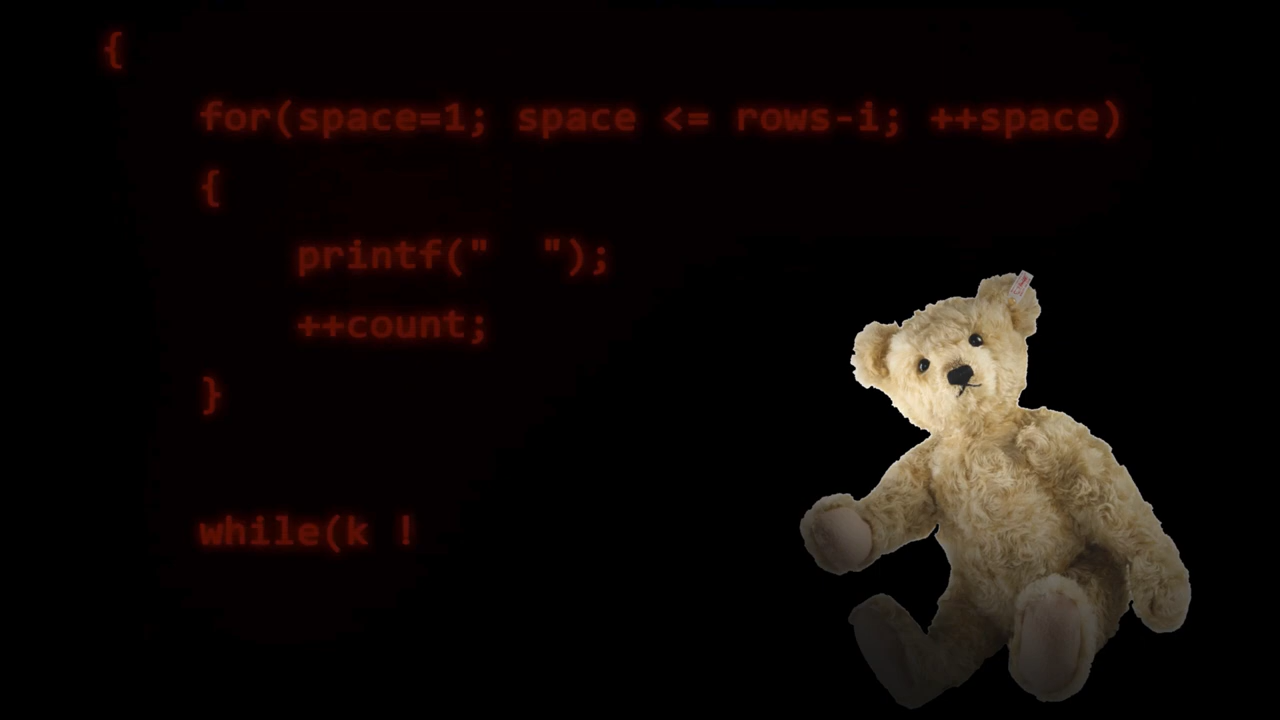 {
for(space=1; space <= rows-i; ++space)
{
printf("  ");
++count;
}
while(k !